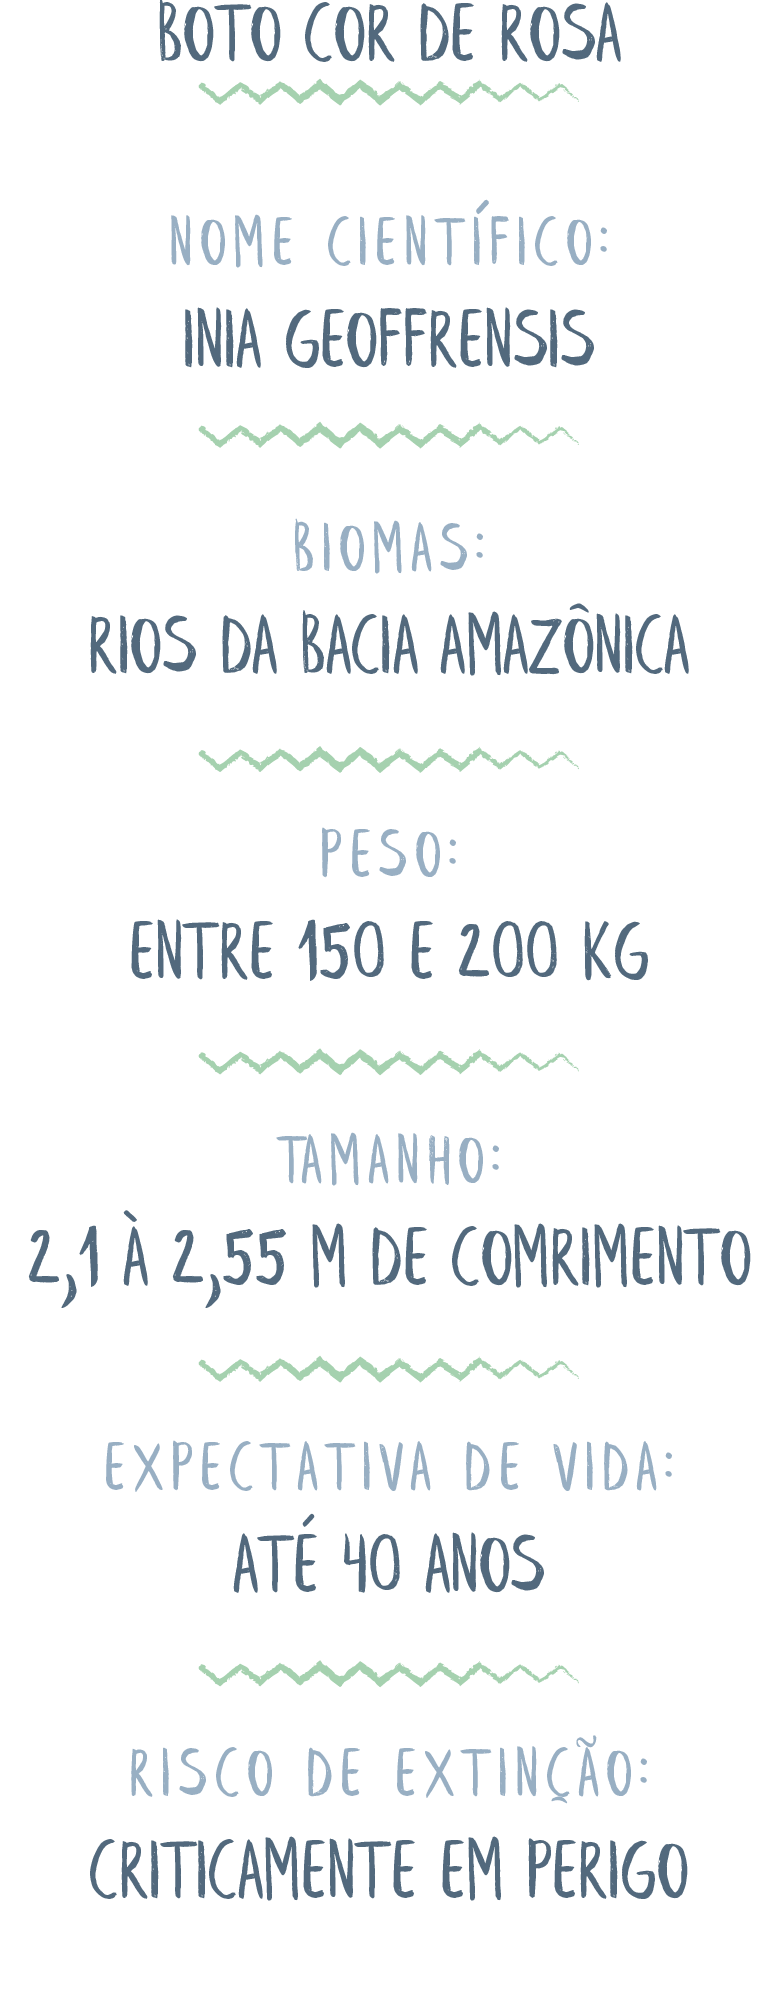 BOTO COR DE ROSA
NOME CIENTÍFICO:
INIA GEOFFRENSIS
BIOMAS:
RIOS DA BACIA AMAZÔNICA
PESO:
ENTRE 150 E 200 KG
TAMANHO:
2,1 À 2,55 M DE COMRIMENTO
EXPECTATIVA DE VIDA:
ATÉ 40 ANOS
RISCO DE EXTINÇÃO:
CRITICAMENTE EM PERIGO